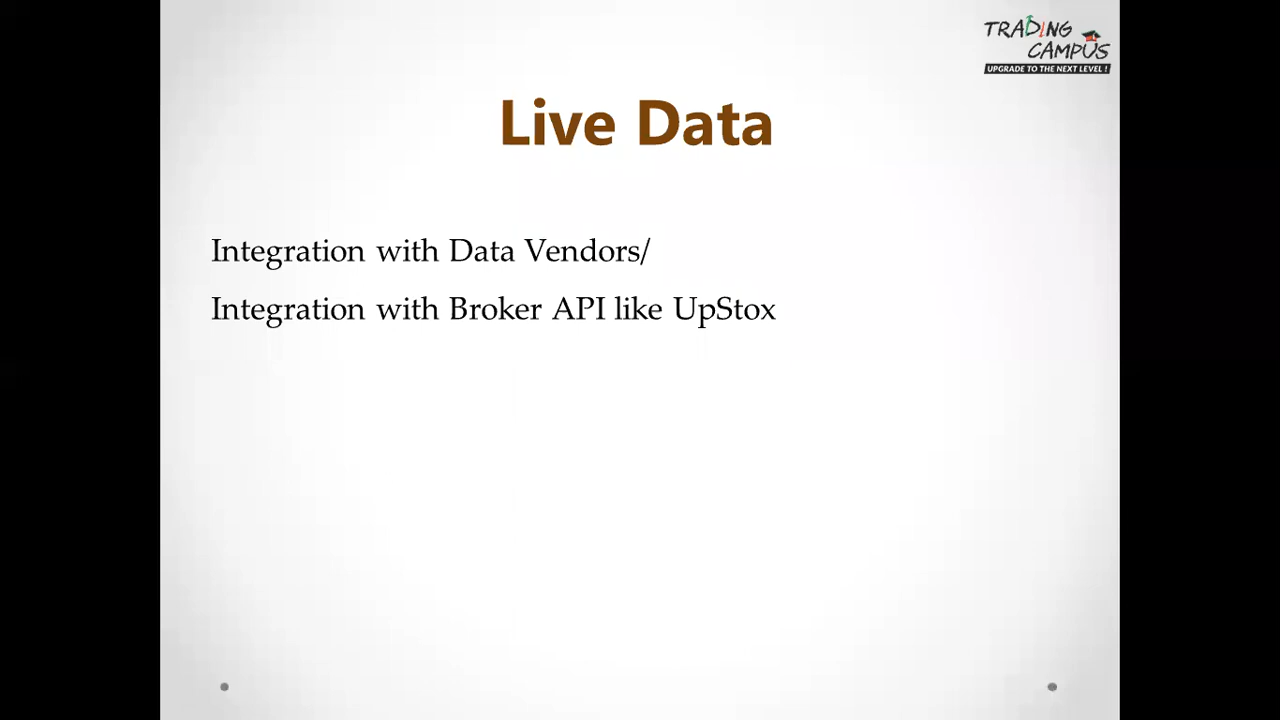 TRADING
CAMPUS
UPGRADE TO THE NEXT LEVEL !
Live Data
Integration with Data Vendors/
Integration with Broker API like UpStox